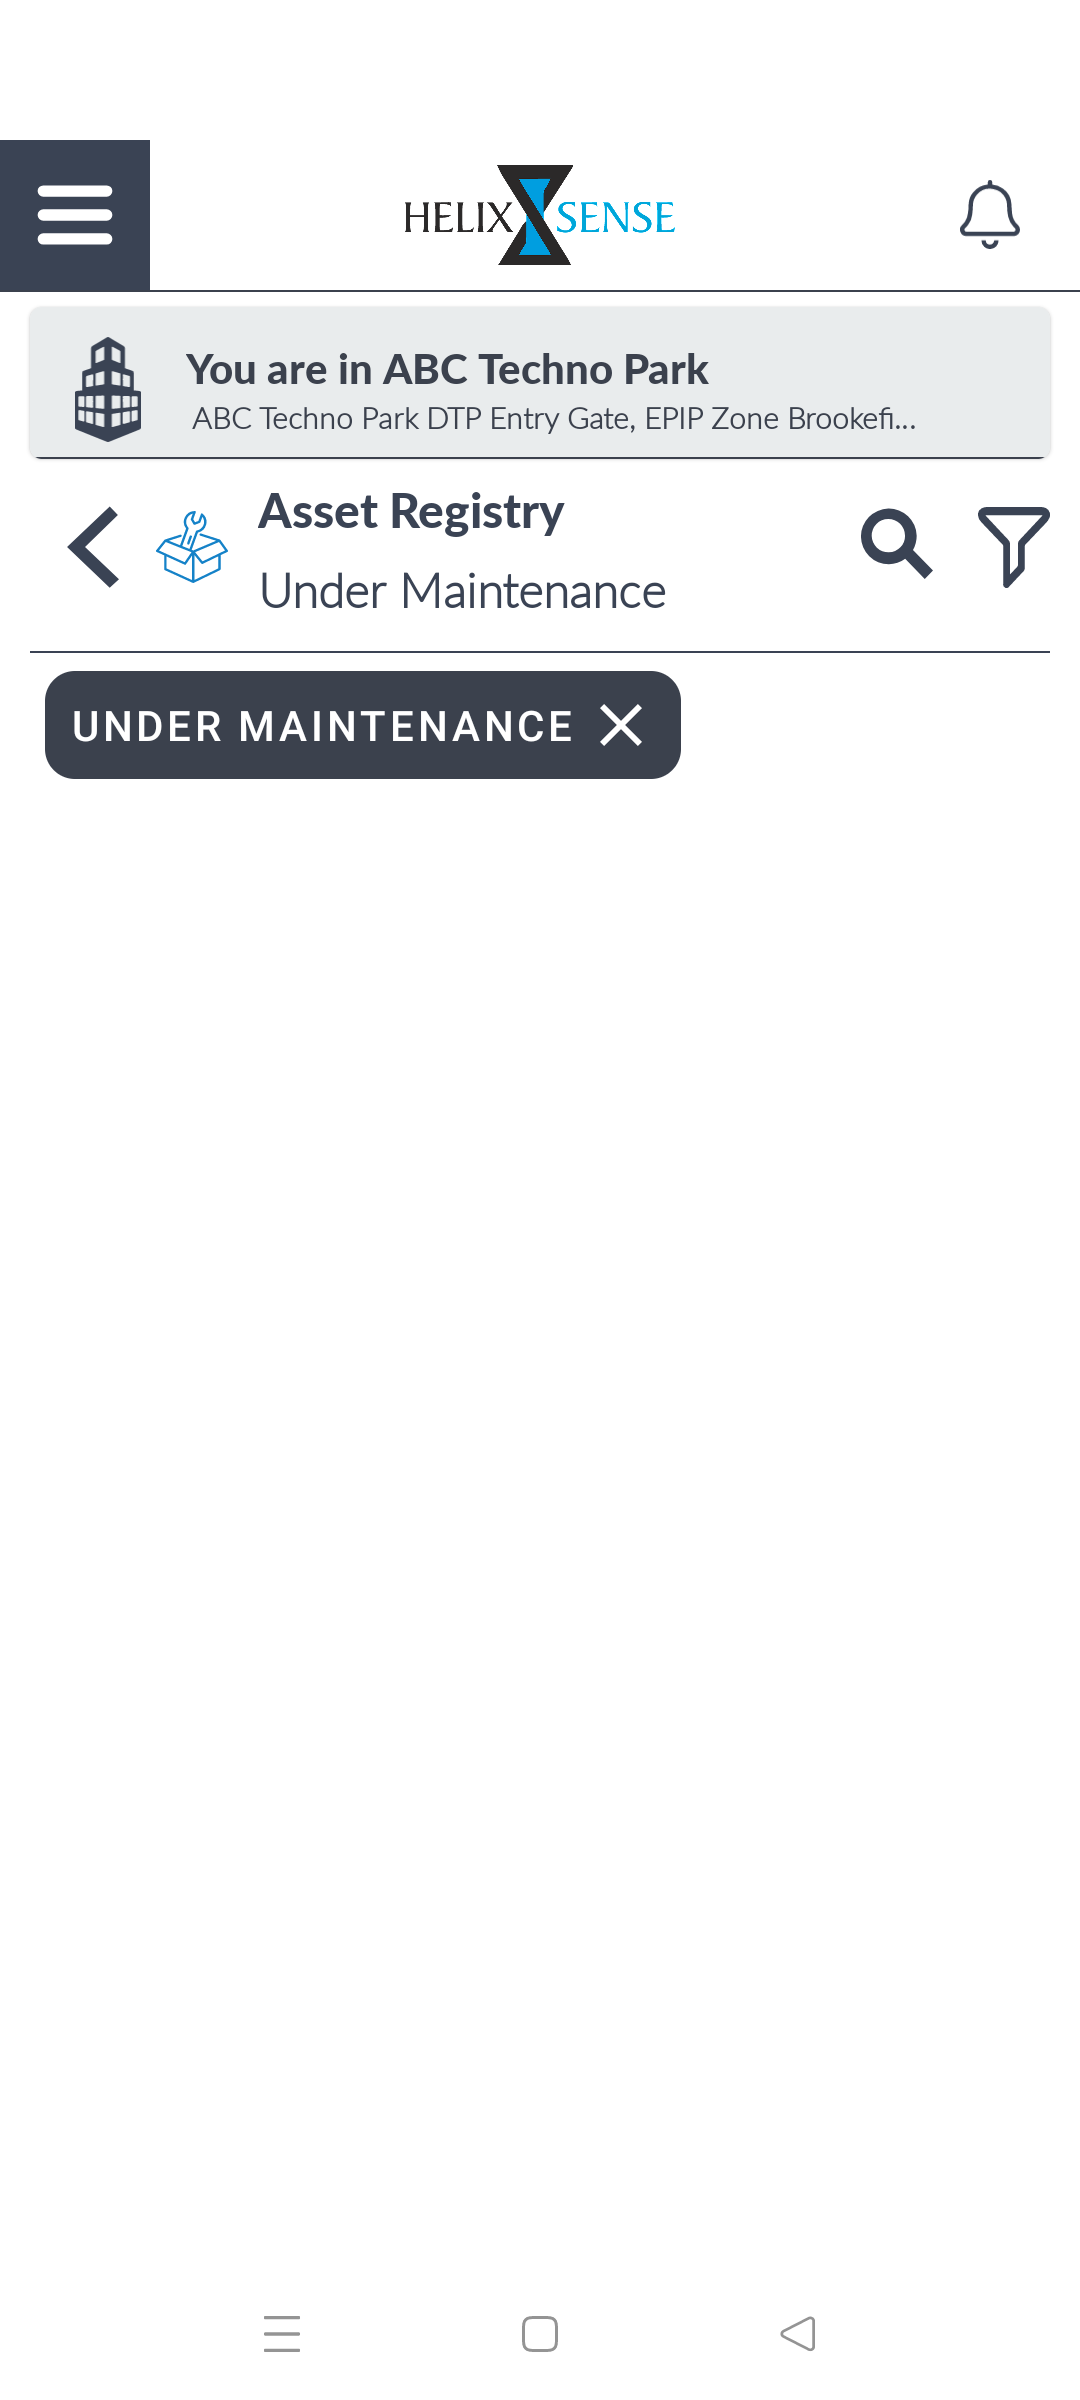 HELIX SENSE
You are in ABC Techno Park
ABC Techno Park DTP Entry Gate, EPIP Zone Brookefi...
Asset Registry
Under Maintenance
UNDER MAINTENANCE